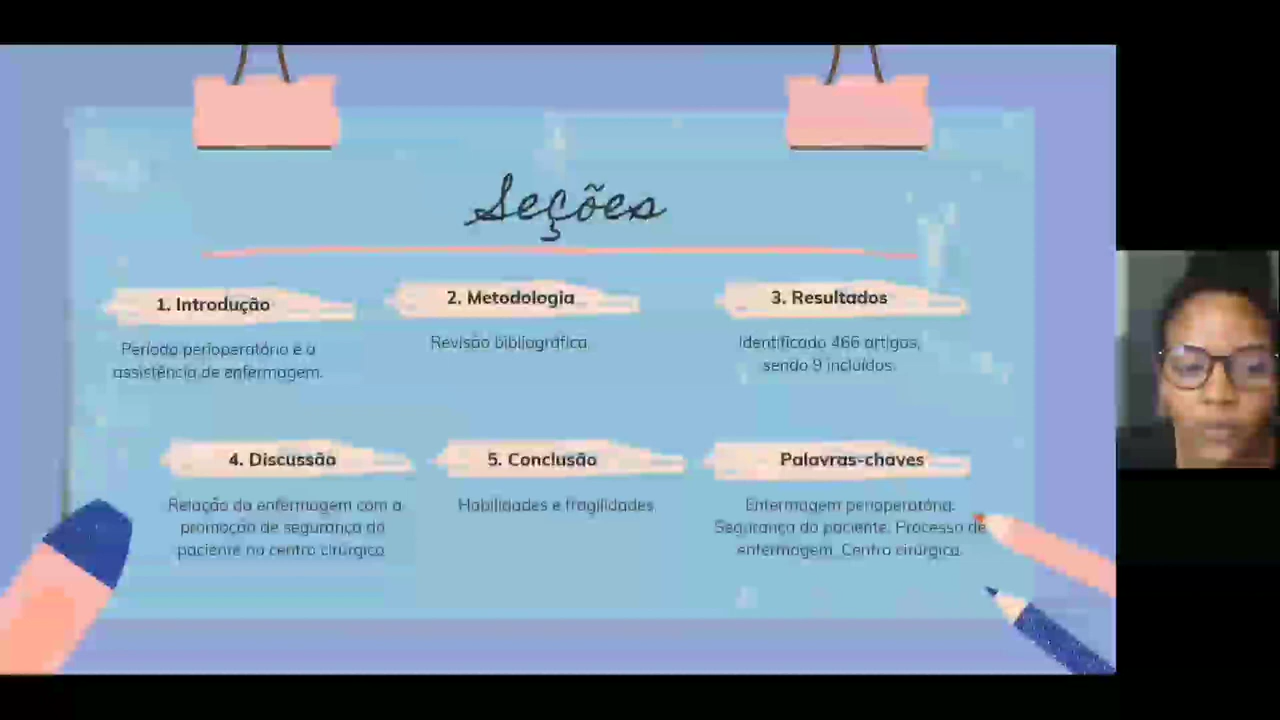 Seções
1. Introdução
Período perioperatório e a
assistência de enfermagem.
2. Metodologia
Revisão bibliográfica.
3. Resultados
Identificado 466 artigos,
sendo 9 incluídos.
4. Discussão
Relação da enfermagem com a
promoção de segurança do
paciente no centro cirúrgico.
5. Conclusão
Habilidades e fragilidades.
Palavras-chaves
Enfermagem perioperatória.
Segurança do paciente. Processo de
enfermagem. Centro cirúrgico.